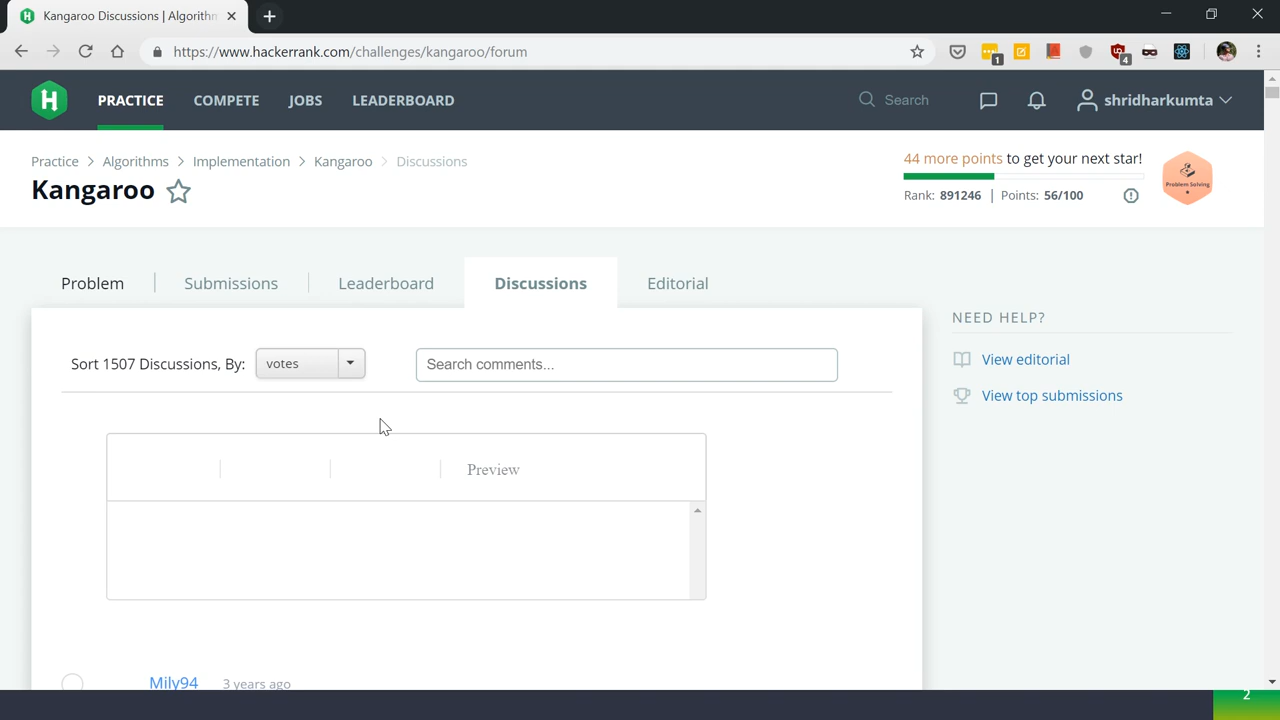 Kangaroo Discussions | Algorithm
https://www.hackerrank.com/challenges/kangaroo/forum
1
4
H PRACTICE COMPETE JOBS LEADERBOARD Search shridharkumta
Practice > Algorithms > Implementation > Kangaroo > Discussions
Kangaroo
44 more points to get your next star!
Rank: 891246 | Points: 56/100
Problem Solving
Problem Submissions Leaderboard Discussions Editorial
Sort 1507 Discussions, By: votes Search comments...
Preview
Mily94 3 years ago
NEED HELP?
View editorial
View top submissions
2